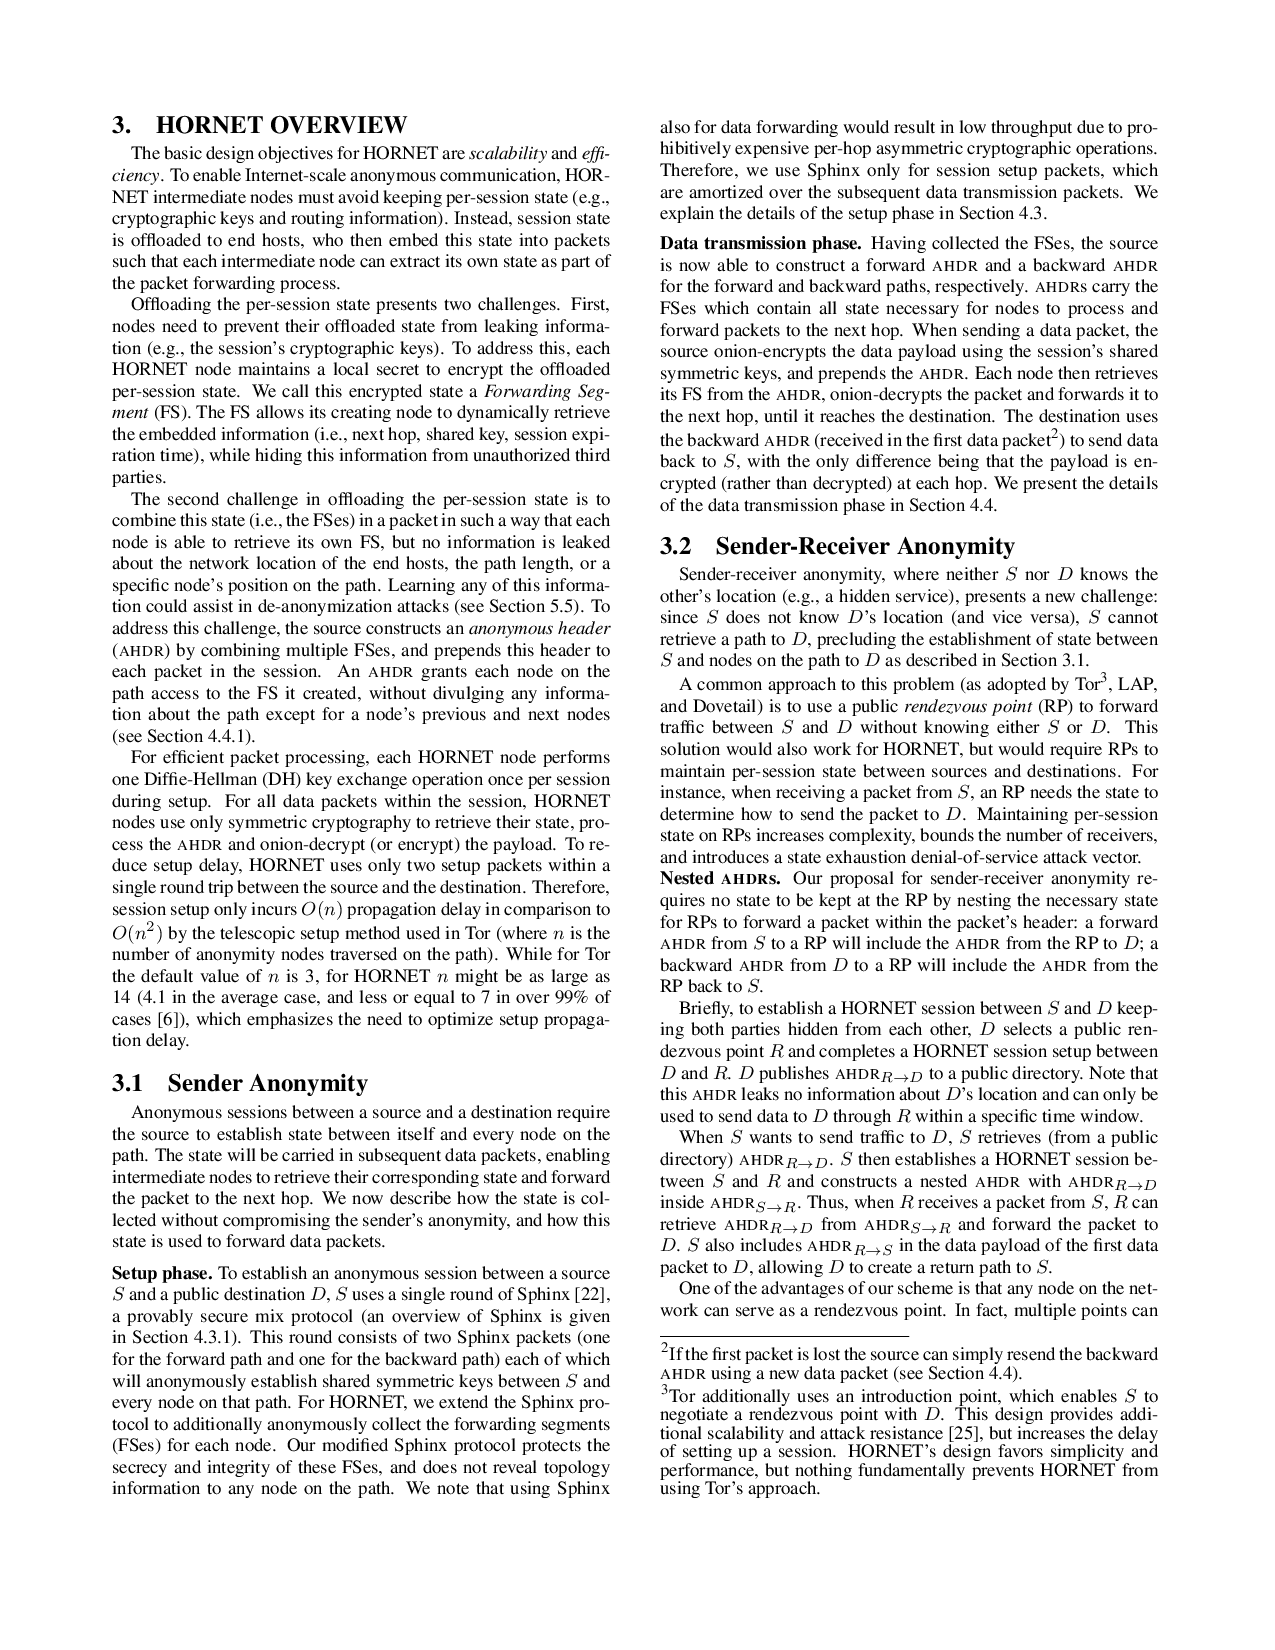 3. HORNET OVERVIEW
The basic design objectives for HORNET are scalability and effi-
ciency. To enable Internet-scale anonymous communication, HOR-
NET intermediate nodes must avoid keeping per-session state (e.g.,
cryptographic keys and routing information). Instead, session state
is offloaded to end hosts, who then embed this state into packets
such that each intermediate node can extract its own state as part of
the packet forwarding process.
Offloading the per-session state presents two challenges. First,
nodes need to prevent their offloaded state from leaking informa-
tion (e.g., the session's cryptographic keys). To address this, each
HORNET node maintains a local secret to encrypt the offloaded
per-session state. We call this encrypted state a Forwarding Seg-
ment (FS). The FS allows its creating node to dynamically retrieve
the embedded information (i.e., next hop, shared key, session expi-
ration time), while hiding this information from unauthorized third
parties.
The second challenge in offloading the per-session state is to
combine this state (i.e., the FSes) in a packet in such a way that each
node is able to retrieve its own FS, but no information is leaked
about the network location of the end hosts, the path length, or a
specific node's position on the path. Learning any of this informa-
tion could assist in de-anonymization attacks (see Section 5.5). To
address this challenge, the source constructs an anonymous header
(AHDR) by combining multiple FSes, and prepends this header to
each packet in the session. An AHDR grants each node on the
path access to the FS it created, without divulging any informa-
tion about the path except for a node's previous and next nodes
(see Section 4.4.1).
For efficient packet processing, each HORNET node performs
one Diffie-Hellman (DH) key exchange operation once per session
during setup. For all data packets within the session, HORNET
nodes use only symmetric cryptography to retrieve their state, pro-
cess the AHDR and onion-decrypt (or encrypt) the payload. To re-
duce setup delay, HORNET uses only two setup packets within a
single round trip between the source and the destination. Therefore,
session setup only incurs O(n) propagation delay in comparison to
O(n²) by the telescopic setup method used in Tor (where n is the
number of anonymity nodes traversed on the path). While for Tor
the default value of n is 3, for HORNET n might be as large as
14 (4.1 in the average case, and less or equal to 7 in over 99% of
cases [6]), which emphasizes the need to optimize setup propaga-
tion delay.
3.1 Sender Anonymity
Anonymous sessions between a source and a destination require
the source to establish state between itself and every node on the
path. The state will be carried in subsequent data packets, enabling
intermediate nodes to retrieve their corresponding state and forward
the packet to the next hop. We now describe how the state is col-
lected without compromising the sender's anonymity, and how this
state is used to forward data packets.
Setup phase. To establish an anonymous session between a source
S and a public destination D, S uses a single round of Sphinx [22],
a provably secure mix protocol (an overview of Sphinx is given
in Section 4.3.1). This round consists of two Sphinx packets (one
for the forward path and one for the backward path) each of which
will anonymously establish shared symmetric keys between S and
every node on that path. For HORNET, we extend the Sphinx pro-
tocol to additionally anonymously collect the forwarding segments
(FSes) for each node. Our modified Sphinx protocol protects the
secrecy and integrity of these FSes, and does not reveal topology
information to any node on the path. We note that using Sphinx
also for data forwarding would result in low throughput due to pro-
hibitively expensive per-hop asymmetric cryptographic operations.
Therefore, we use Sphinx only for session setup packets, which
are amortized over the subsequent data transmission packets. We
explain the details of the setup phase in Section 4.3.
Data transmission phase. Having collected the FSes, the source
is now able to construct a forward AHDR and a backward AHDR
for the forward and backward paths, respectively. AHDRs carry the
FSes which contain all state necessary for nodes to process and
forward packets to the next hop. When sending a data packet, the
source onion-encrypts the data payload using the session's shared
symmetric keys, and prepends the AHDR. Each node then retrieves
its FS from the AHDR, onion-decrypts the packet and forwards it to
the next hop, until it reaches the destination. The destination uses
the backward AHDR (received in the first data packet²) to send data
back to S, with the only difference being that the payload is en-
crypted (rather than decrypted) at each hop. We present the details
of the data transmission phase in Section 4.4.
3.2 Sender-Receiver Anonymity
Sender-receiver anonymity, where neither S nor D knows the
other's location (e.g., a hidden service), presents a new challenge:
since S does not know D's location (and vice versa), S cannot
retrieve a path to D, precluding the establishment of state between
S and nodes on the path to D as described in Section 3.1.
A common approach to this problem (as adopted by Tor³, LAP,
and Dovetail) is to use a public rendezvous point (RP) to forward
traffic between S and D without knowing either S or D. This
solution would also work for HORNET, but would require RPs to
maintain per-session state between sources and destinations. For
instance, when receiving a packet from S, an RP needs the state to
determine how to send the packet to D. Maintaining per-session
state on RPs increases complexity, bounds the number of receivers,
and introduces a state exhaustion denial-of-service attack vector.
Nested AHDRs. Our proposal for sender-receiver anonymity re-
quires no state to be kept at the RP by nesting the necessary state
for RPs to forward a packet within the packet's header: a forward
AHDR from S to a RP will include the AHDR from the RP to D; a
backward AHDR from D to a RP will include the AHDR from the
RP back to S.
Briefly, to establish a HORNET session between S and D keep-
ing both parties hidden from each other, D selects a public ren-
dezvous point R and completes a HORNET session setup between
D and R. D publishes AHDR_{R→D} to a public directory. Note that
this AHDR leaks no information about D's location and can only be
used to send data to D through R within a specific time window.
When S wants to send traffic to D, S retrieves (from a public
directory) AHDR_{R→D}. S then establishes a HORNET session be-
tween S and R and constructs a nested AHDR with AHDR_{R→D}
inside AHDR_{S→R}. Thus, when R receives a packet from S, R can
retrieve AHDR_{R→D} from AHDR_{S→R} and forward the packet to
D. S also includes AHDR_{R→S} in the data payload of the first data
packet to D, allowing D to create a return path to S.
One of the advantages of our scheme is that any node on the net-
work can serve as a rendezvous point. In fact, multiple points can
²If the first packet is lost the source can simply resend the backward
AHDR using a new data packet (see Section 4.4).
³Tor additionally uses an introduction point, which enables S to
negotiate a rendezvous point with D. This design provides addi-
tional scalability and attack resistance [25], but increases the delay
of setting up a session. HORNET's design favors simplicity and
performance, but nothing fundamentally prevents HORNET from
using Tor's approach.